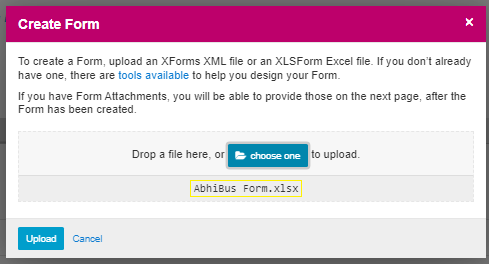 Create Form
×
To create a Form, upload an XForms XML file or an XLSForm Excel file. If you don't already
have one, there are tools available to help you design your Form.
If you have Form Attachments, you will be able to provide those on the next page, after the
Form has been created.
Drop a file here, or choose one to upload.
AbhiBus Form.xlsx
Upload Cancel